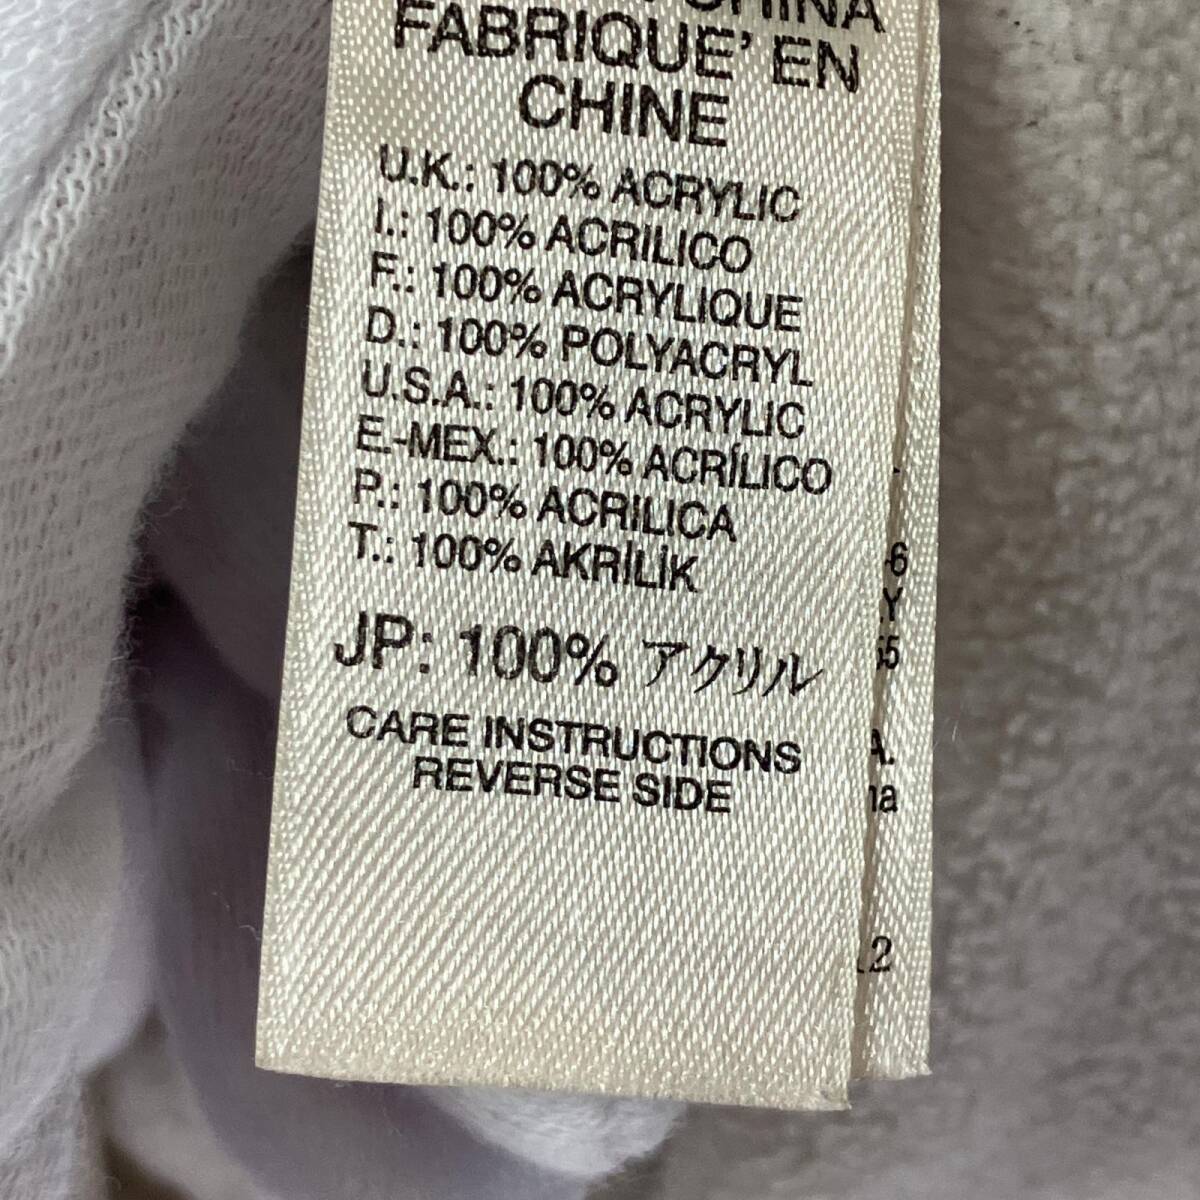 CHINA
FABRIQUE' EN
CHINE
U.K.: 100% ACRYLIC
I.: 100% ACRILICO
F.: 100% ACRYLIQUE
D.: 100% POLYACRYL
U.S.A.: 100% ACRYLIC
E.-MEX.: 100% ACRÍLICO
P.: 100% ACRILICA
T.: 100% AKRİLİK
JP: 100% アクリル
CARE INSTRUCTIONS
REVERSE SIDE